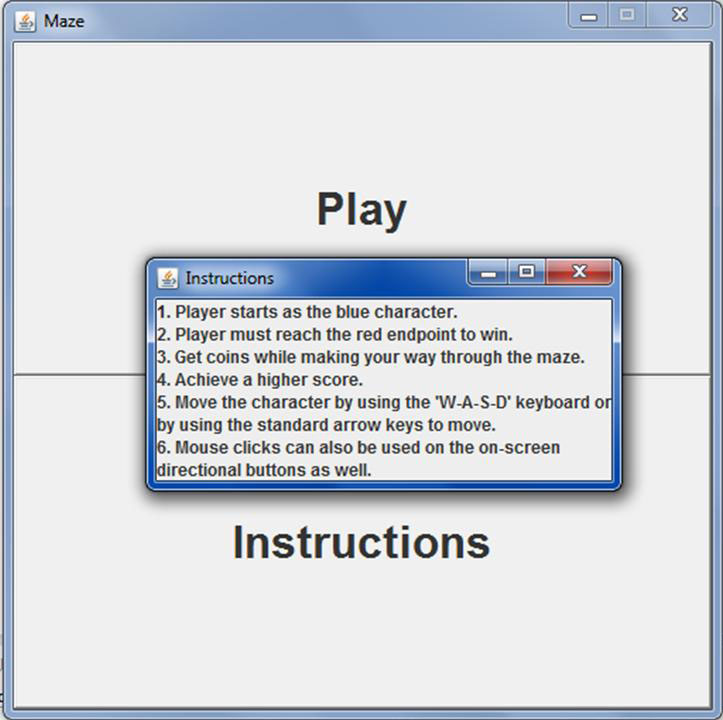 Maze
Play
Instructions
1. Player starts as the blue character.
2. Player must reach the red endpoint to win.
3. Get coins while making your way through the maze.
4. Achieve a higher score.
5. Move the character by using the 'W-A-S-D' keyboard or
by using the standard arrow keys to move.
6. Mouse clicks can also be used on the on-screen
directional buttons as well.
Instructions